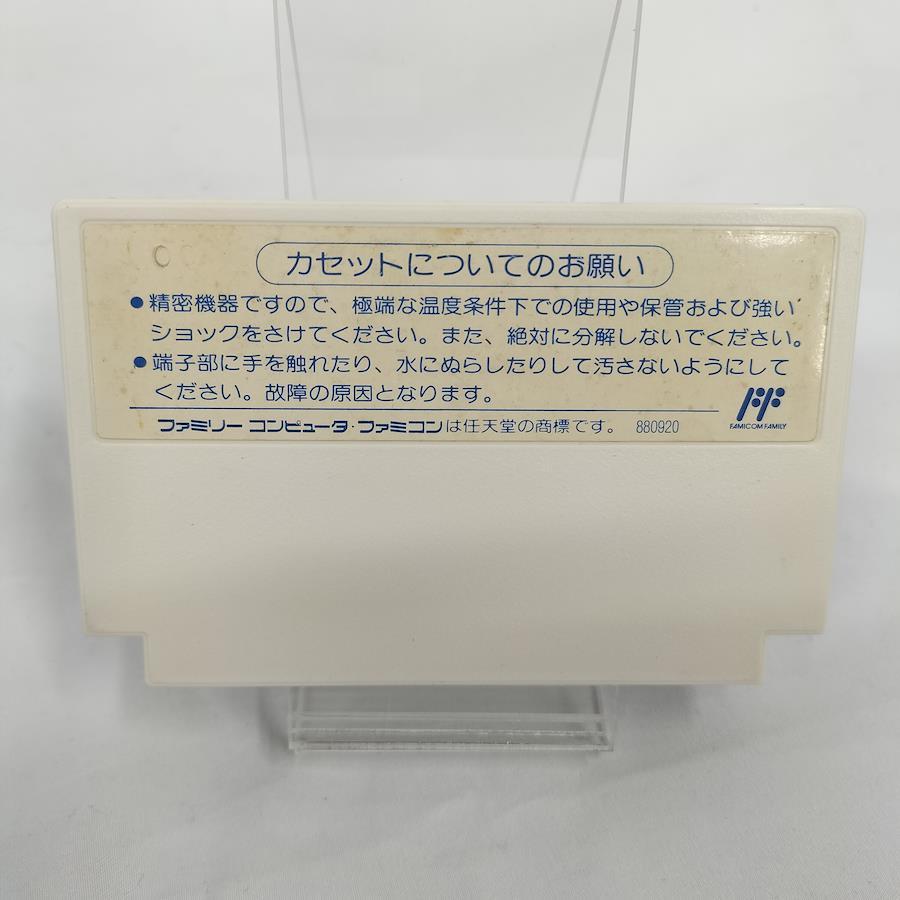 カセットについてのお願い
●精密機器ですので、極端な温度条件下での使用や保管および強い
ショックをさけてください。また、絶対に分解しないでください。
●端子部に手を触れたり、水にぬらしたりして汚さないようにして
ください。故障の原因となります。
ファミリー コンピュータ・ファミコンは任天堂の商標です。 880920
FAMICOM FAMILY